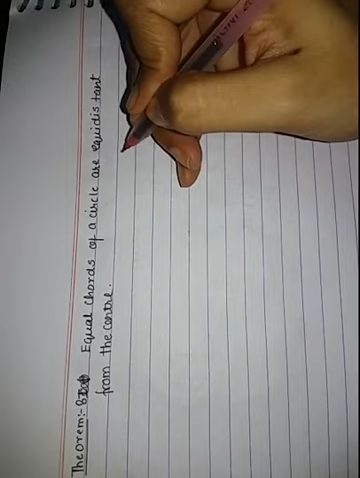 Theorem:- Equal Chords of a circle are equidistant
from the centre.